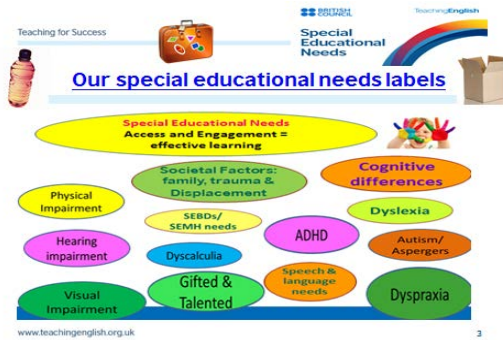 BRITISH
COUNCIL
TeachingEnglish
Teaching for Success
Special
Educational
Needs
Our special educational needs labels
Special Educational Needs
Access and Engagement =
effective learning
Societal Factors:
family, trauma &
Displacement
Cognitive
differences
Physical
Impairment
SEBDs/
SEMH needs
Dyslexia
Hearing
impairment
Dyscalculia
ADHD
Autism/
Aspergers
Visual
Impairment
Gifted &
Talented
Speech &
language
needs
Dyspraxia
www.teachingenglish.org.uk
3